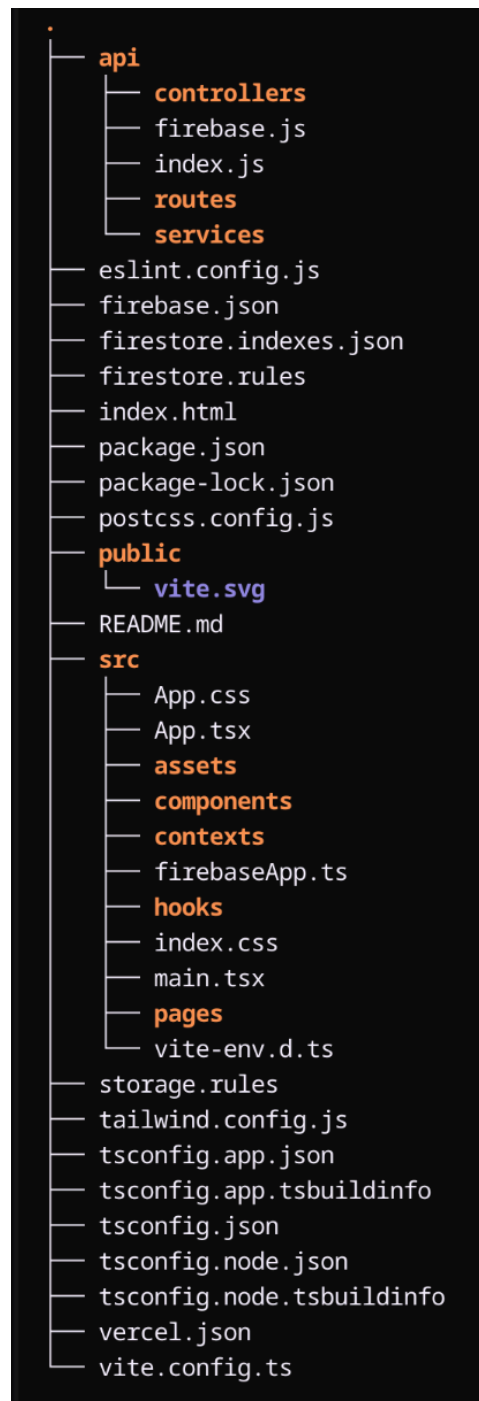 .
├── api
│   ├── controllers
│   ├── firebase.js
│   ├── index.js
│   ├── routes
│   └── services
├── eslint.config.js
├── firebase.json
├── firestore.indexes.json
├── firestore.rules
├── index.html
├── package.json
├── package-lock.json
├── postcss.config.js
├── public
│   └── vite.svg
├── README.md
├── src
│   ├── App.css
│   ├── App.tsx
│   ├── assets
│   ├── components
│   ├── contexts
│   ├── firebaseApp.ts
│   ├── hooks
│   ├── index.css
│   ├── main.tsx
│   ├── pages
│   └── vite-env.d.ts
├── storage.rules
├── tailwind.config.js
├── tsconfig.app.json
├── tsconfig.app.tsbuildinfo
├── tsconfig.json
├── tsconfig.node.json
├── tsconfig.node.tsbuildinfo
├── vercel.json
└── vite.config.ts